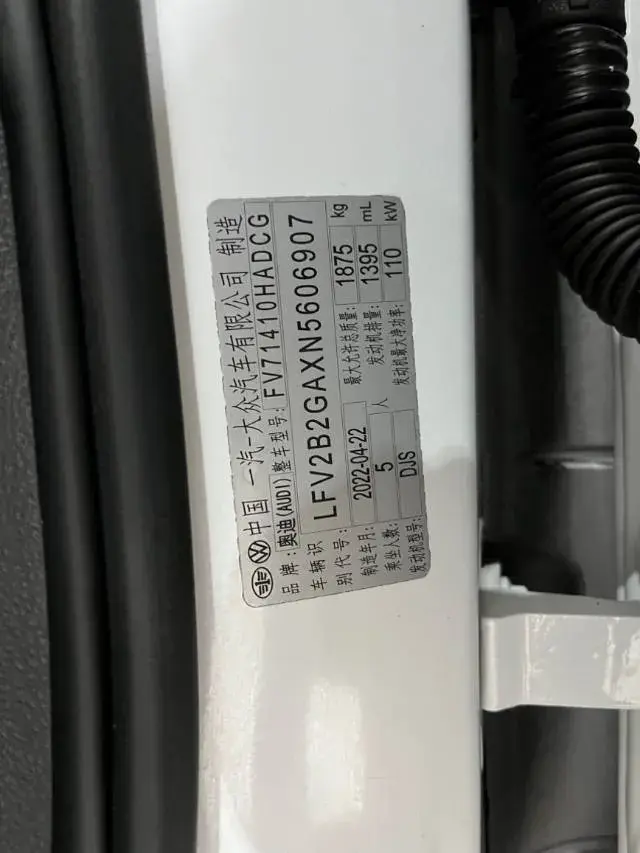 中国 一汽-大众汽车有限公司 制造
品牌: 奥迪(AUDI) 整车型号: FV71410HADCG
车辆识别代号: LFV2B2GAXN5606907
制造年月: 2022-04-22 最大允许总质量: 1875 kg
乘坐人数: 5 人 发动机排量: 1395 mL
发动机型号: DJS 发动机最大净功率: 110 kW